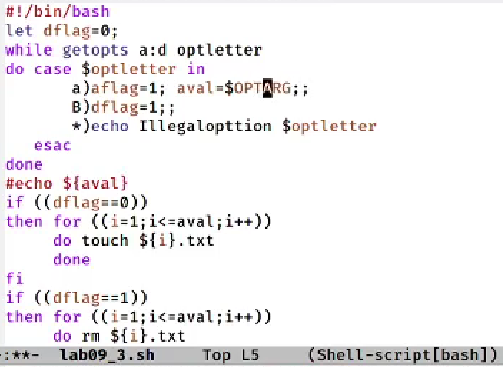 #!/bin/bash
let dflag=0;
while getopts a:d optletter
do case $optletter in
a)aflag=1; aval=$OPTARG;;
B)dflag=1;;
*)echo Illegalopttion $optletter
esac
done
#echo ${aval}
if ((dflag==0))
then for ((i=1;i<=aval;i++))
do touch ${i}.txt
done
fi
if ((dflag==1))
then for ((i=1;i<=aval;i++))
do rm ${i}.txt
-:**-  lab09_3.sh  Top L5  (Shell-script[bash])